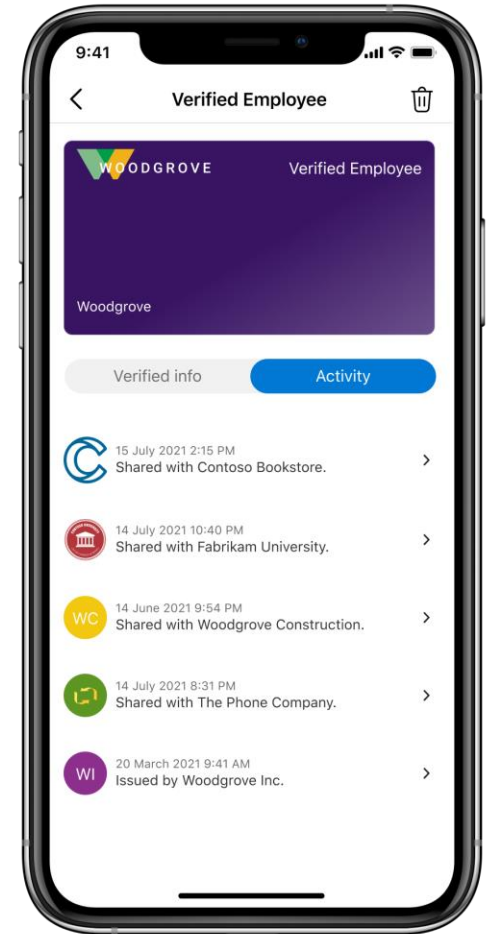 9:41
Verified Employee
WOODGROVE
Verified Employee
Woodgrove
Verified info
Activity
15 July 2021 2:15 PM
Shared with Contoso Bookstore.
14 July 2021 10:40 PM
Shared with Fabrikam University.
WC
14 June 2021 9:54 PM
Shared with Woodgrove Construction.
14 July 2021 8:31 PM
Shared with The Phone Company.
WI
20 March 2021 9:41 AM
Issued by Woodgrove Inc.